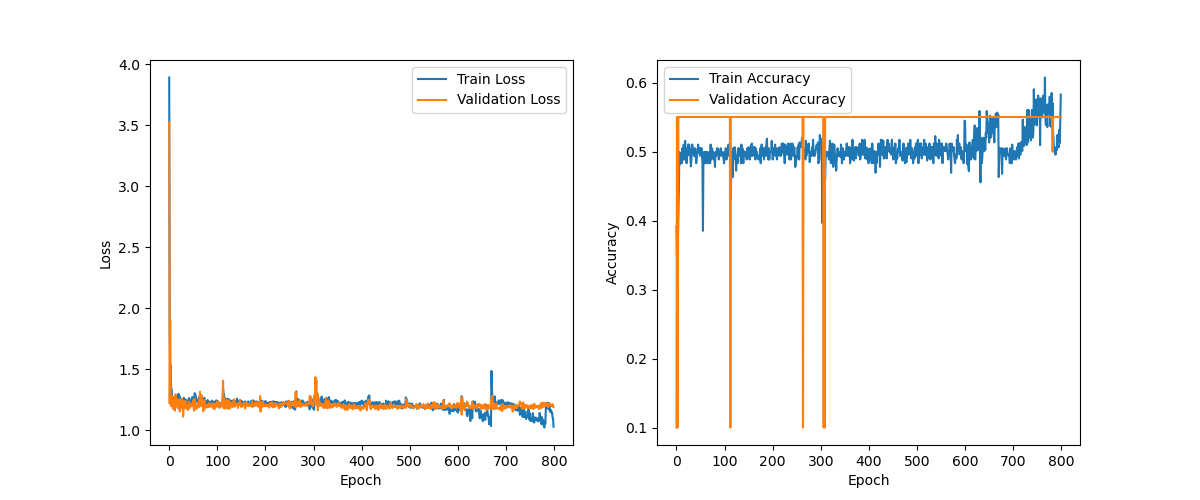 4.0
3.5
3.0
2.5
2.0
1.5
1.0
Loss
0 100 200 300 400 500 600 700 800
Epoch
Train Loss
Validation Loss
0.6
0.5
0.4
0.3
0.2
0.1
Accuracy
0 100 200 300 400 500 600 700 800
Epoch
Train Accuracy
Validation Accuracy